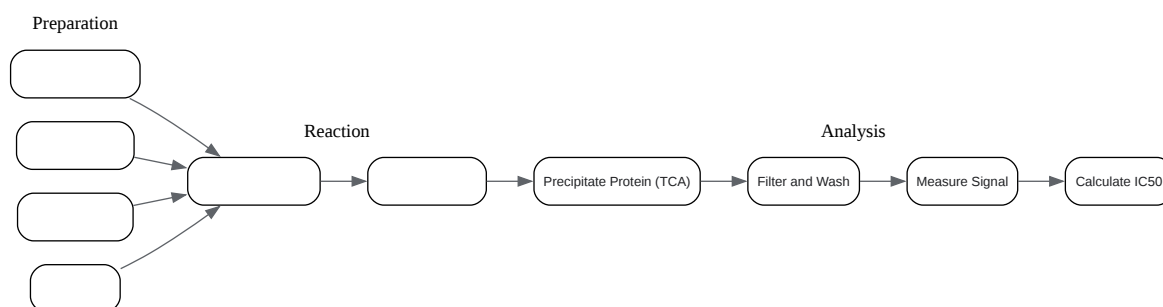 Preparation
Reaction
Analysis
Precipitate Protein (TCA)
Filter and Wash
Measure Signal
Calculate IC50